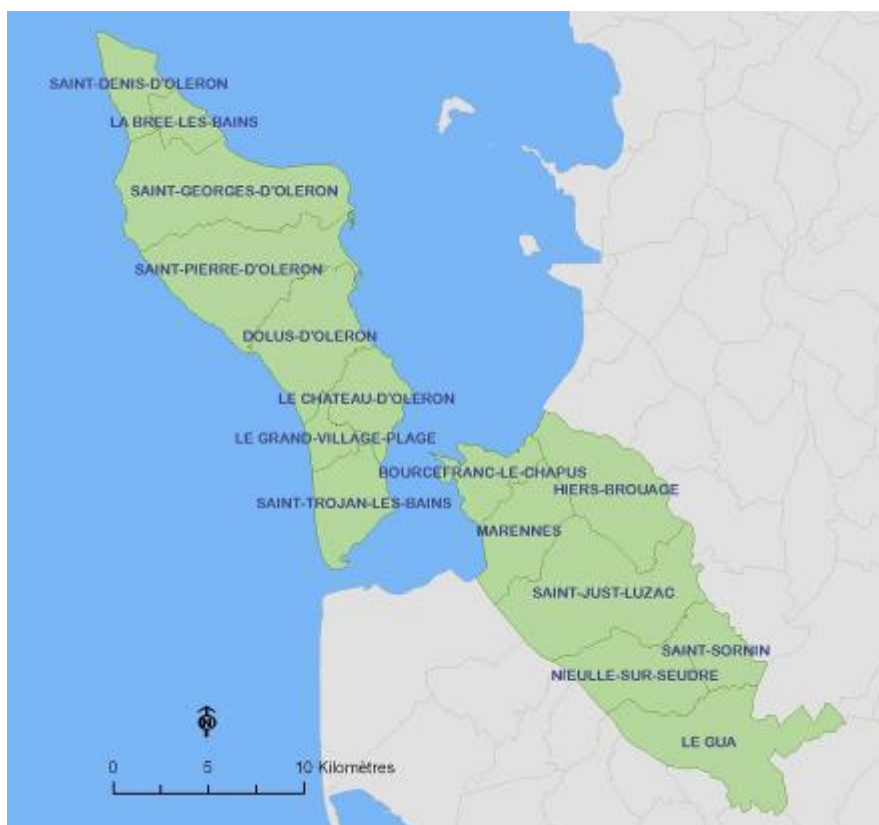 SAINT-DENIS-D'OLERON
LA BREE-LES-BAINS
SAINT-GEORGES-D'OLERON
SAINT-PIERRE-D'OLERON
DOLUS-D'OLERON
LE CHATEAU-D'OLERON
LE GRAND-VILLAGE-PLAGE
BOURCEFRANC-LE-CHAPUS
HIERS-BROUAGE
SAINT-TROJAN-LES-BAINS
MARENNES
SAINT-JUST-LUZAC
SAINT-SORNIN
NIEULLE-SUR-SEUDRE
LE GUA
N
0 5 10 Kilomètres